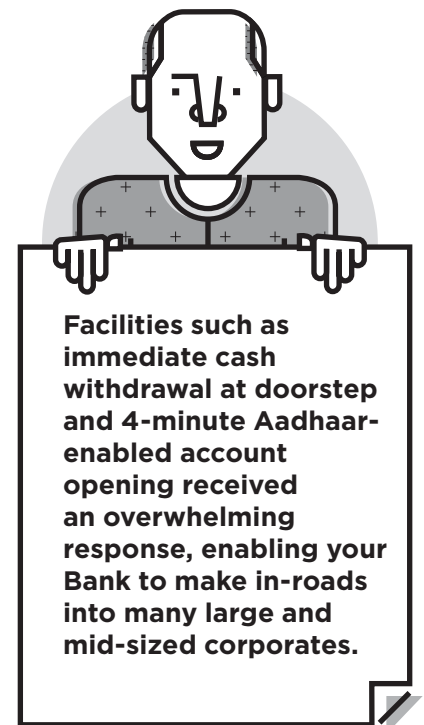 Facilities such as
immediate cash
withdrawal at doorstep
and 4-minute Aadhaar-
enabled account
opening received
an overwhelming
response, enabling your
Bank to make in-roads
into many large and
mid-sized corporates.